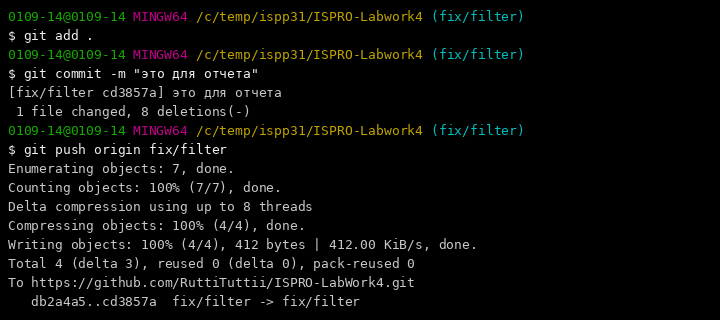 0109-14@0109-14 MINGW64 /c/temp/ispp31/ISPRO-Labwork4 (fix/filter)
$ git add .
0109-14@0109-14 MINGW64 /c/temp/ispp31/ISPRO-Labwork4 (fix/filter)
$ git commit -m "это для отчета"
[fix/filter cd3857a] это для отчета
 1 file changed, 8 deletions(-)
0109-14@0109-14 MINGW64 /c/temp/ispp31/ISPRO-Labwork4 (fix/filter)
$ git push origin fix/filter
Enumerating objects: 7, done.
Counting objects: 100% (7/7), done.
Delta compression using up to 8 threads
Compressing objects: 100% (4/4), done.
Writing objects: 100% (4/4), 412 bytes | 412.00 KiB/s, done.
Total 4 (delta 3), reused 0 (delta 0), pack-reused 0
To https://github.com/RuttiTuttii/ISPRO-LabWork4.git
   db2a4a5..cd3857a  fix/filter -> fix/filter